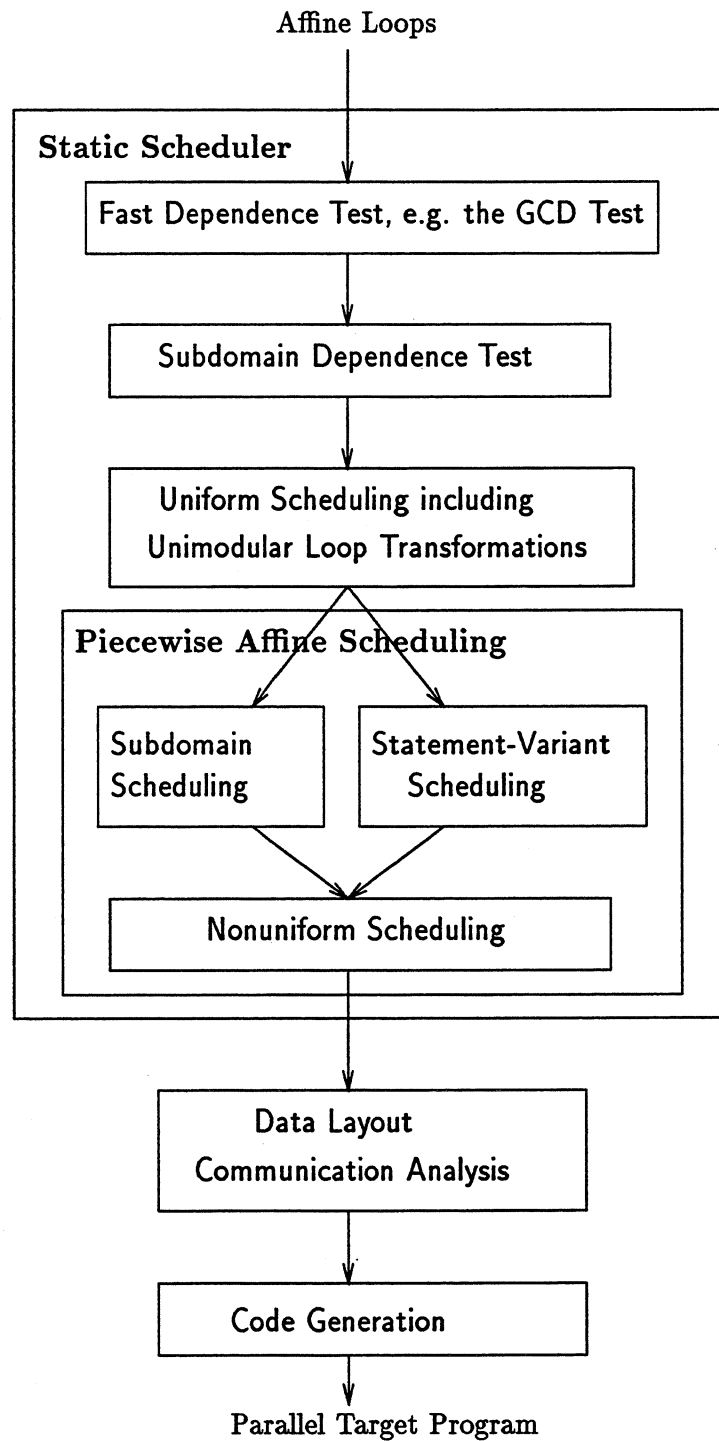 Affine Loops
Static Scheduler
Fast Dependence Test, e.g. the GCD Test
Subdomain Dependence Test
Uniform Scheduling including
Unimodular Loop Transformations
Piecewise Affine Scheduling
Subdomain
Scheduling
Statement-Variant
Scheduling
Nonuniform Scheduling
Data Layout
Communication Analysis
Code Generation
Parallel Target Program